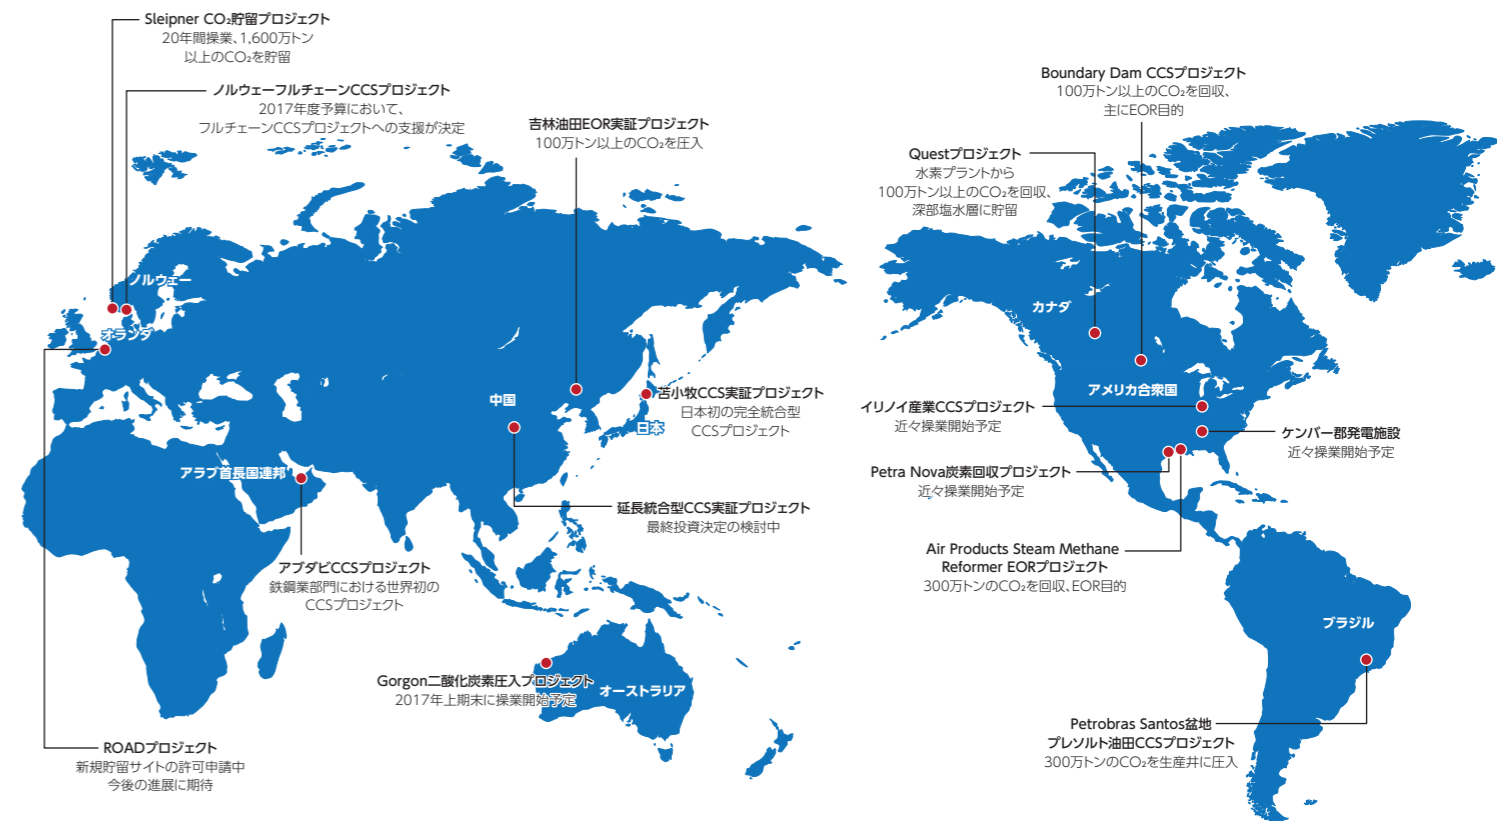 Sleipner CO₂貯留プロジェクト
20年間操業、1,600万トン
以上のCO₂を貯留
ノルウェーフルチェーンCCSプロジェクト
2017年度予算において、
フルチェーンCCSプロジェクトへの支援が決定
吉林油田EOR実証プロジェクト
100万トン以上のCO₂を圧入
Boundary Dam CCSプロジェクト
100万トン以上のCO₂を回収、
主にEOR目的
Questプロジェクト
水素プラントから
100万トン以上のCO₂を回収、
深部塩水層に貯留
ノルウェー
オランダ
カナダ
アメリカ合衆国
中国
苫小牧CCS実証プロジェクト
日本初の完全統合型
CCSプロジェクト
日本
イリノイ産業CCSプロジェクト
近々操業開始予定
ケンパー郡発電施設
近々操業開始予定
アラブ首長国連邦
Petra Nova炭素回収プロジェクト
近々操業開始予定
延長統合型CCS実証プロジェクト
最終投資決定の検討中
アブダビCCSプロジェクト
鉄鋼業部門における世界初の
CCSプロジェクト
Air Products Steam Methane
Reformer EORプロジェクト
300万トンのCO₂を回収、EOR目的
ブラジル
Gorgon二酸化炭素圧入プロジェクト
2017年上期末に操業開始予定
オーストラリア
Petrobras Santos盆地
プレソルト油田CCSプロジェクト
300万トンのCO₂を生産井に圧入
ROADプロジェクト
新規貯留サイトの許可申請中
今後の進展に期待